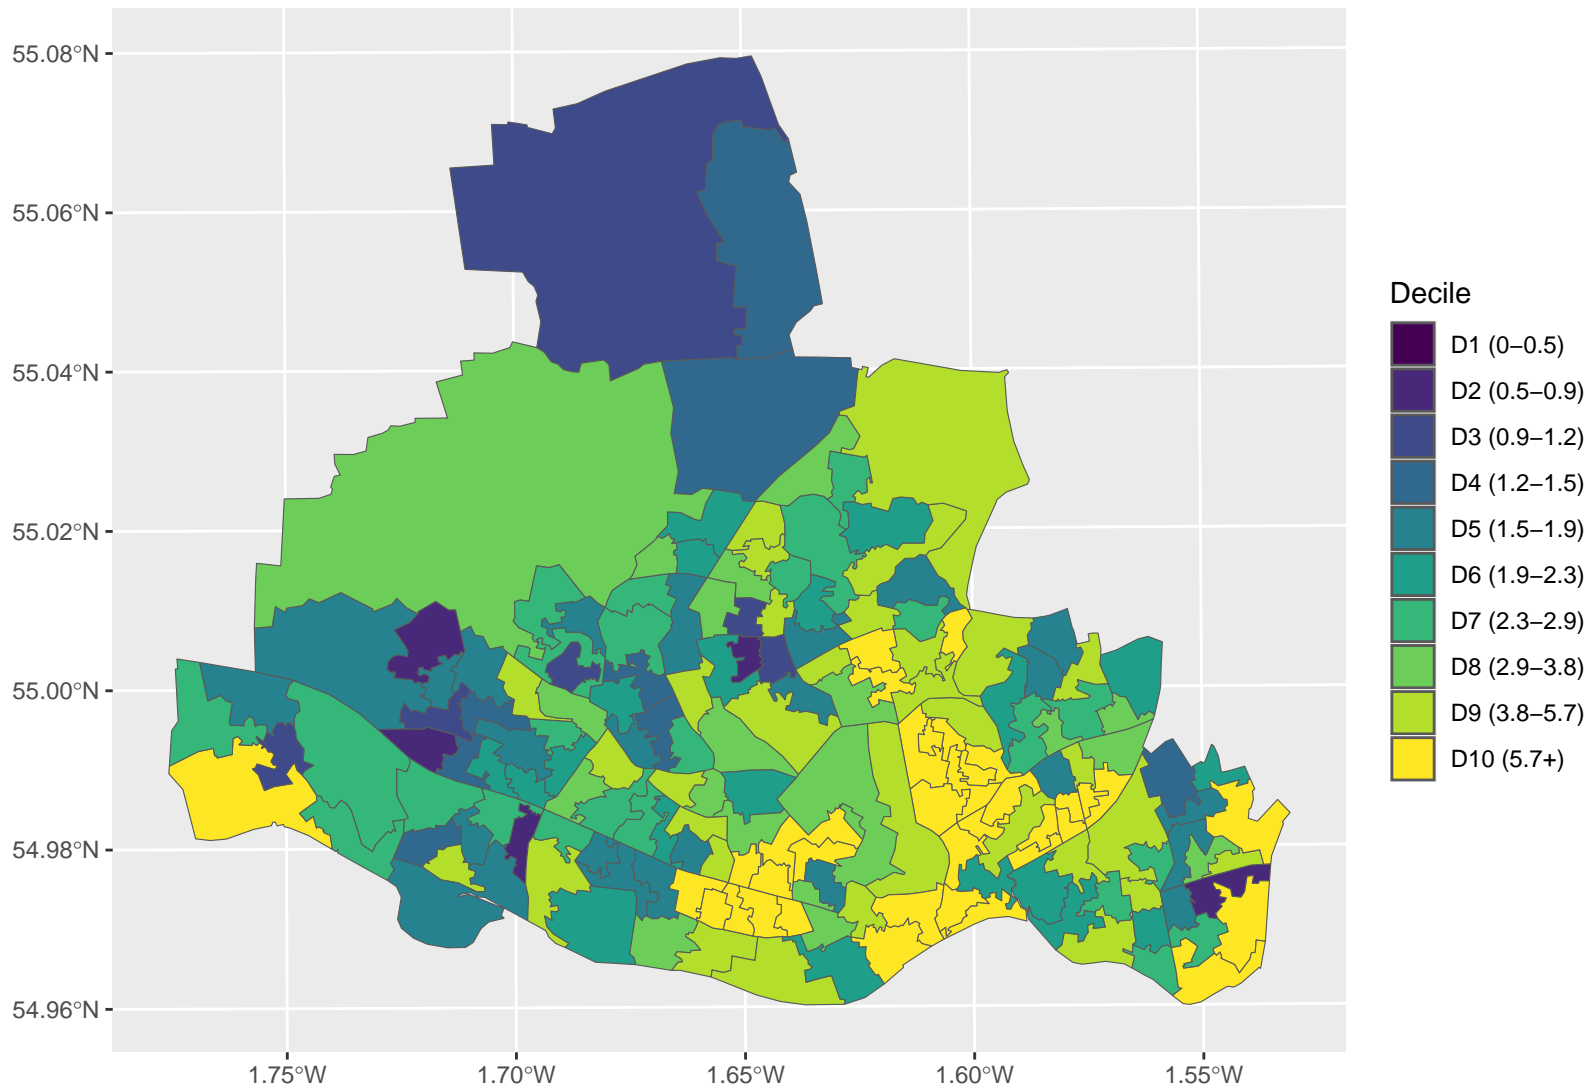 55.08°N
55.06°N
55.04°N
55.02°N
55.00°N
54.98°N
54.96°N
1.75°W
1.70°W
1.65°W
1.60°W
1.55°W
Decile
D1 (0–0.5)
D2 (0.5–0.9)
D3 (0.9–1.2)
D4 (1.2–1.5)
D5 (1.5–1.9)
D6 (1.9–2.3)
D7 (2.3–2.9)
D8 (2.9–3.8)
D9 (3.8–5.7)
D10 (5.7+)